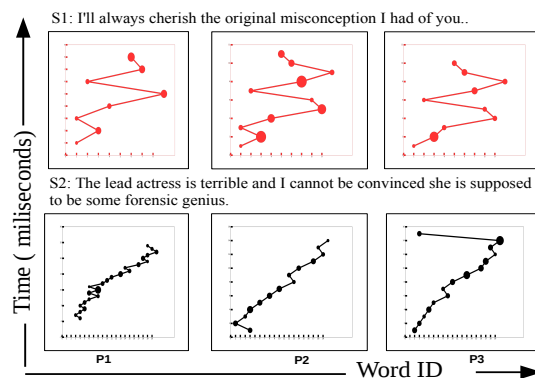 S1: I'll always cherish the original misconception I had of you..
S2: The lead actress is terrible and I cannot be convinced she is supposed
to be some forensic genius.
Time ( miliseconds)
P1 P2 P3
Word ID